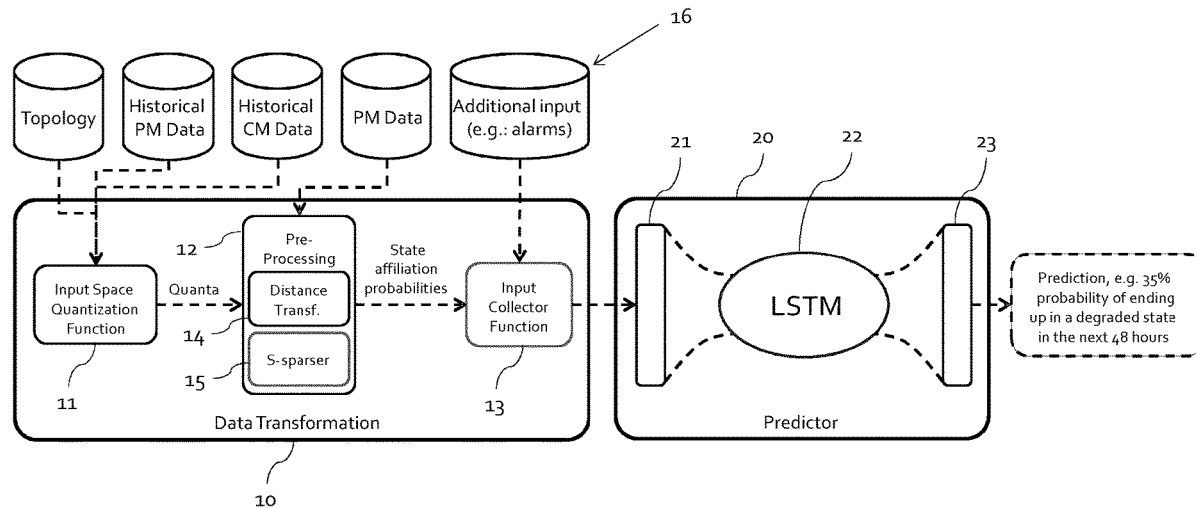 16
Topology
Historical
PM Data
Historical
CM Data
PM Data
Additional input
(e.g.: alarms)
21
20
22
23
12
Pre-
Processing
State
affiliation
probabilities
Input Space
Quantization
Function
Quanta
Distance
Transf.
Input
Collector
Function
LSTM
Prediction, e.g. 35%
probability of ending
up in a degraded state
in the next 48 hours
14
S-sparser
15
11
13
Data Transformation
Predictor
10